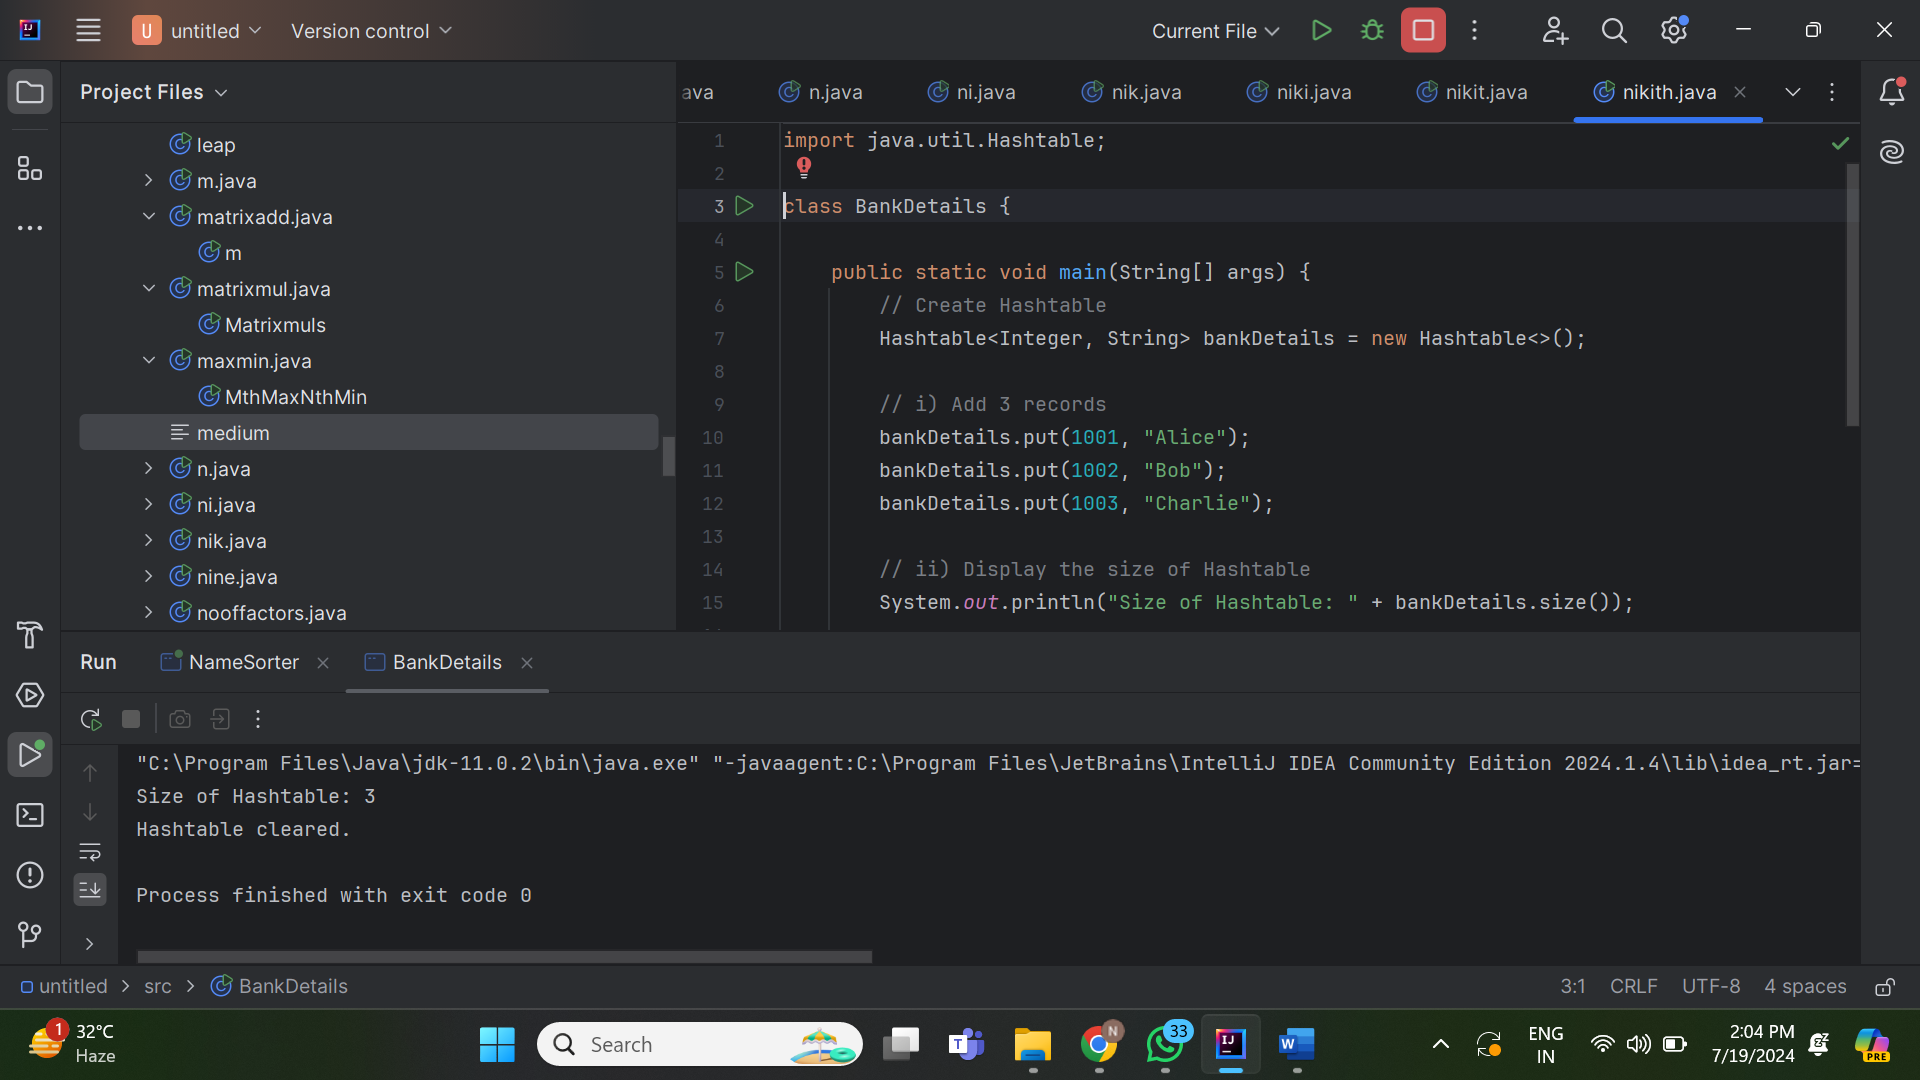 U untitled Version control Current File
Project Files
ava n.java ni.java nik.java niki.java nikit.java nikith.java
leap
m.java
matrixadd.java
m
matrixmul.java
Matrixmuls
maxmin.java
MthMaxNthMin
medium
n.java
ni.java
nik.java
nine.java
nooffactors.java
1 import java.util.Hashtable;
2
3 class BankDetails {
4
5 public static void main(String[] args) {
6 // Create Hashtable
7 Hashtable<Integer, String> bankDetails = new Hashtable<>();
8
9 // i) Add 3 records
10 bankDetails.put(1001, "Alice");
11 bankDetails.put(1002, "Bob");
12 bankDetails.put(1003, "Charlie");
13
14 // ii) Display the size of Hashtable
15 System.out.println("Size of Hashtable: " + bankDetails.size());
Run NameSorter BankDetails
"C:\Program Files\Java\jdk-11.0.2\bin\java.exe" "-javaagent:C:\Program Files\JetBrains\IntelliJ IDEA Community Edition 2024.1.4\lib\idea_rt.jar=
Size of Hashtable: 3
Hashtable cleared.
Process finished with exit code 0
untitled > src > BankDetails 3:1 CRLF UTF-8 4 spaces
1 32°C
Haze
Search
N
33
ENG
IN
2:04 PM
7/19/2024
PRE